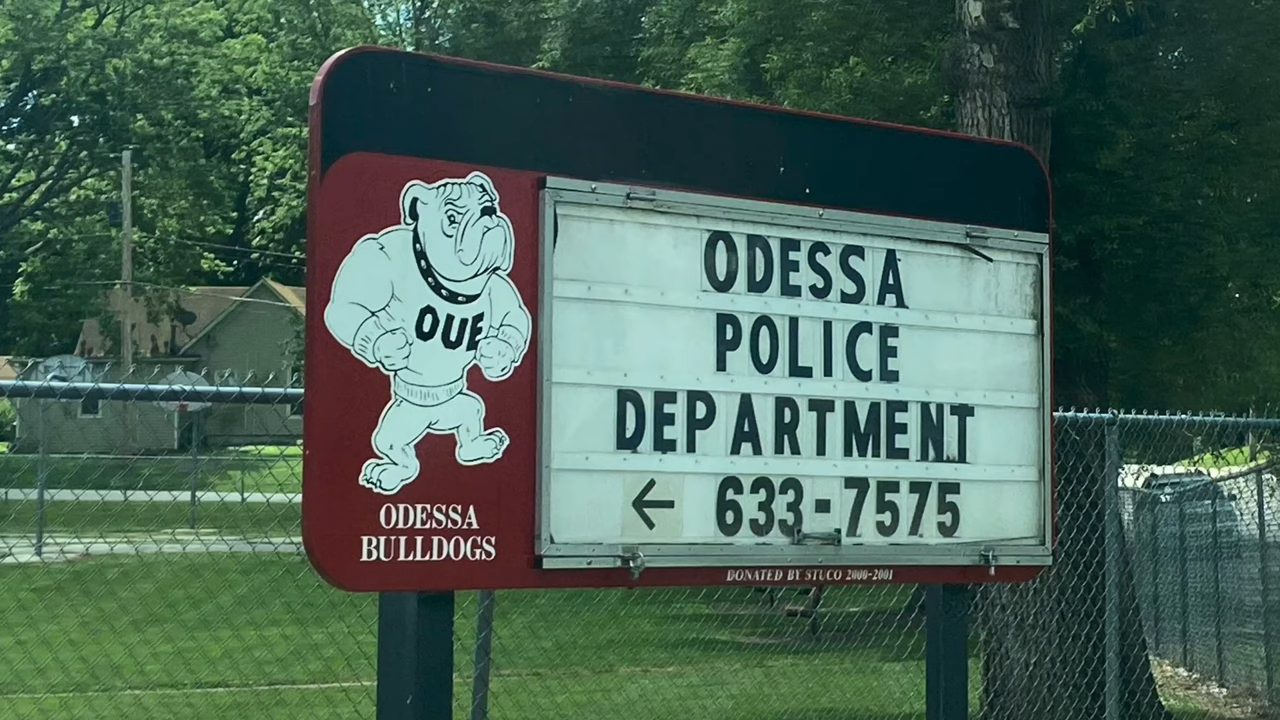 OUE
ODESSA
BULLDOGS
ODESSA
POLICE
DEPARTMENT
← 633-7575
DONATED BY STUCO 2000-2001